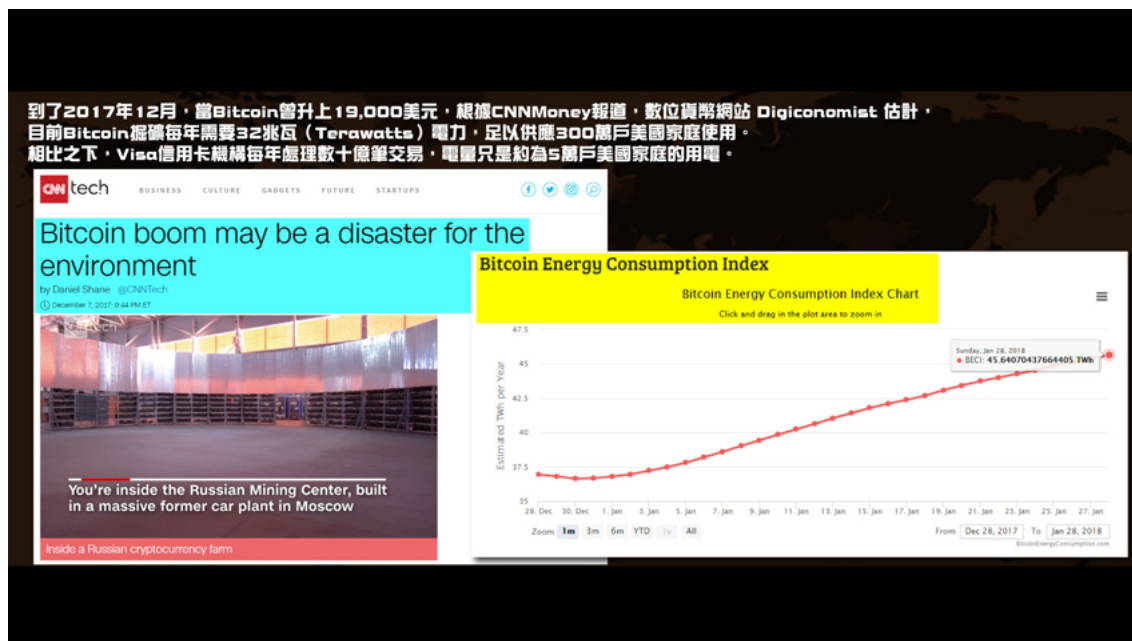 到了2017年12月，當Bitcoin曾升上19,000美元，根據CNNMoney報道，數位貨幣網站 Digiconomist 估計，
目前Bitcoin掘礦每年需要32兆瓦（Terawatts）電力，足以供應300萬戶美國家庭使用。
相比之下，Visa信用卡機構每年處理數十億筆交易，電量只是約為5萬戶美國家庭的用電。
CNN tech BUSINESS CULTURE GADGETS FUTURE STARTUPS
Bitcoin boom may be a disaster for the
environment
by Daniel Shane @CNNTech
December 7, 2017: 9:44 PM ET
You're inside the Russian Mining Center, built
in a massive former car plant in Moscow
Inside a Russian cryptocurrency farm
Bitcoin Energy Consumption Index
Bitcoin Energy Consumption Index Chart
Click and drag in the plot area to zoom in
Sunday, Jan 28, 2018
BECI: 45.64070437664405 TWh
Estimated TWh per Year
47.5
45
42.5
40
37.5
35
28. Dec 30. Dec 1. Jan 3. Jan 5. Jan 7. Jan 9. Jan 11. Jan 13. Jan 15. Jan 17. Jan 19. Jan 21. Jan 23. Jan 25. Jan 27. Jan
Zoom 1m 3m 6m YTD 1y All From Dec 28, 2017 To Jan 28, 2018
BitcoinEnergyConsumption.com